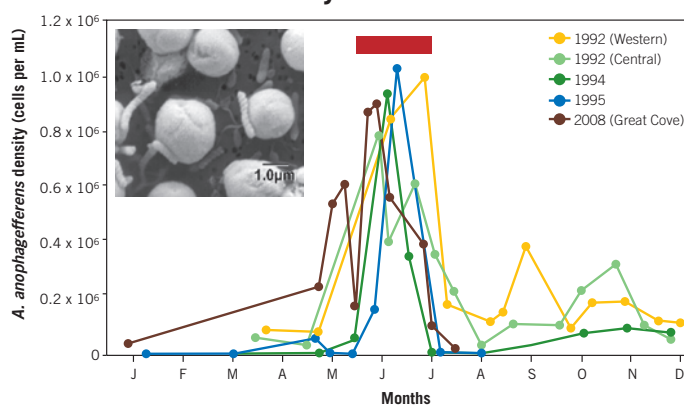 1.2 x 10⁶
1.0 x 10⁶
0.8 x 10⁶
0.6 x 10⁶
0.4 x 10⁶
0.2 x 10⁶
0
A. anophagefferens density (cells per mL)
1.0µm
1992 (Western)
1992 (Central)
1994
1995
2008 (Great Cove)
J F M A M J J A S O N D
Months